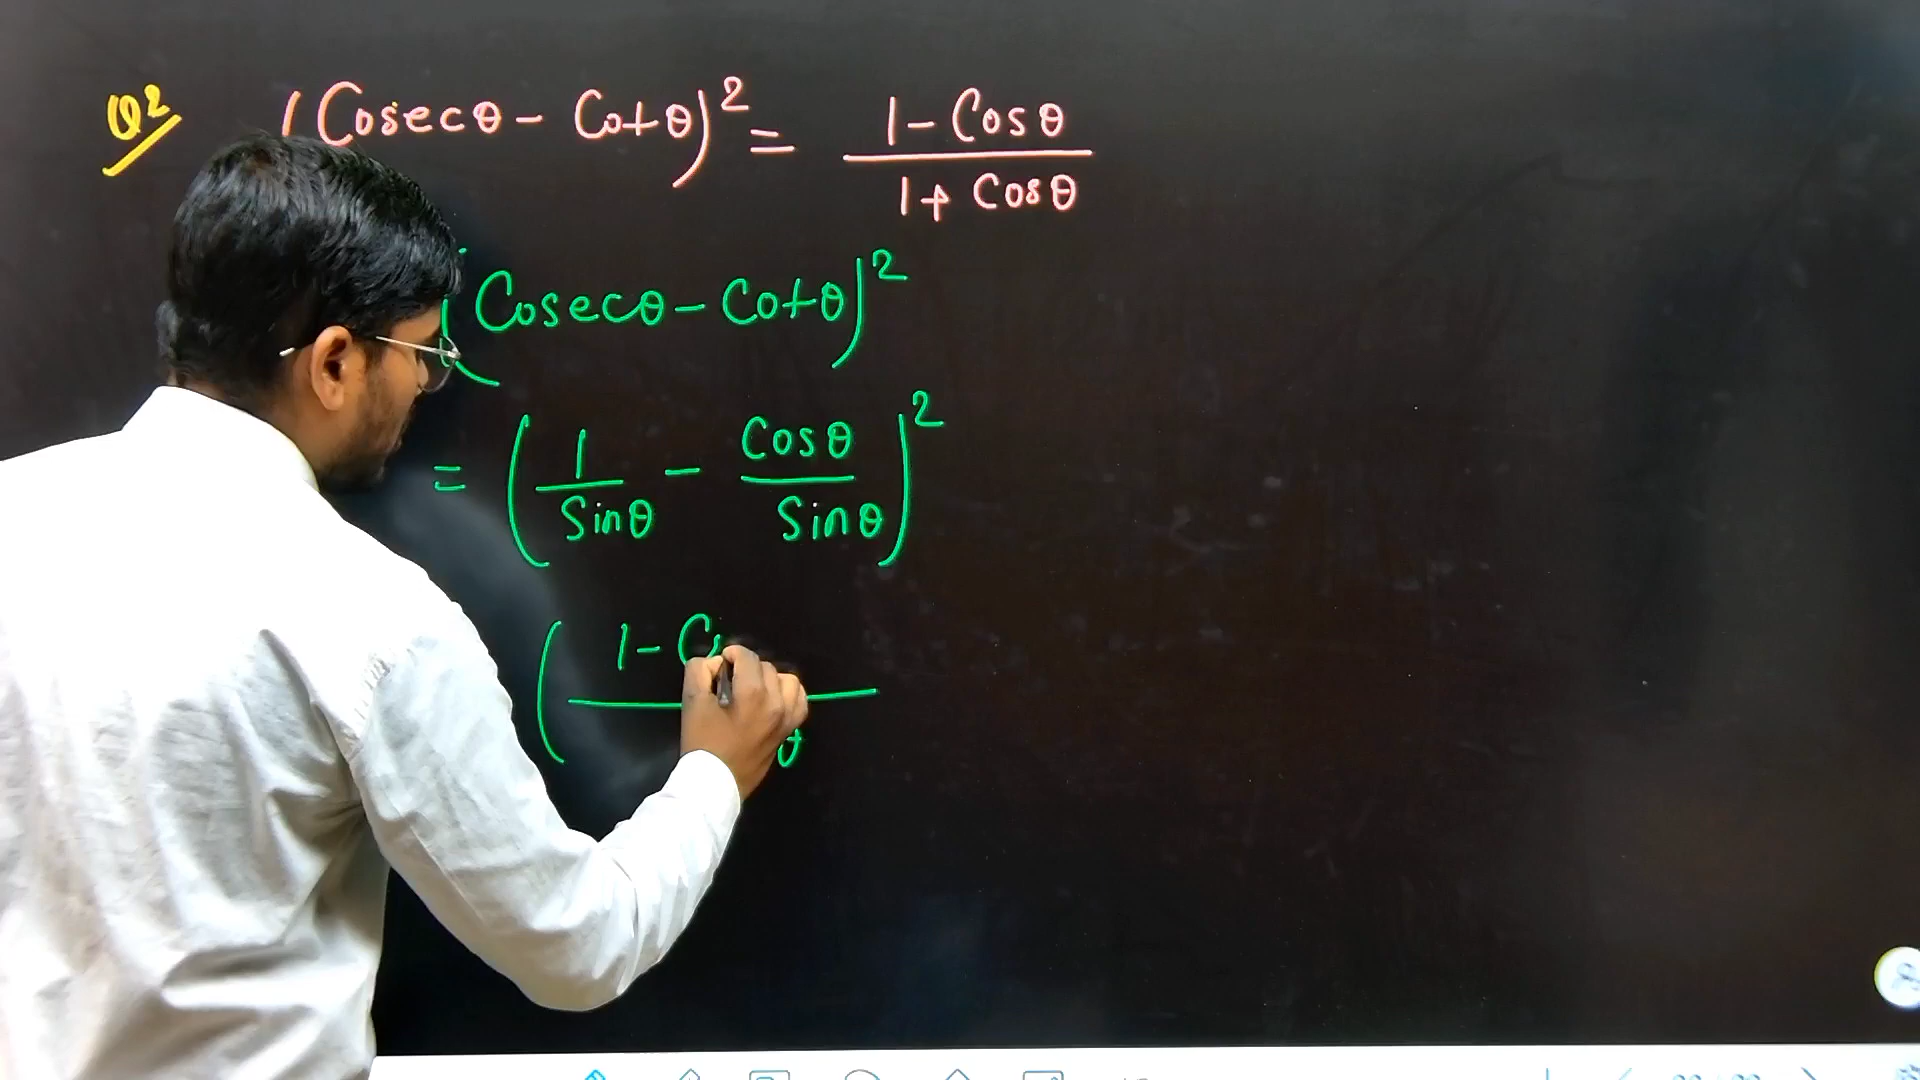 Q2 (Cosecθ - Cotθ)² = 1 - Cosθ / 1 + Cosθ
(Cosecθ - Cotθ)²
= (1 / Sinθ - Cosθ / Sinθ)²
(1 - C